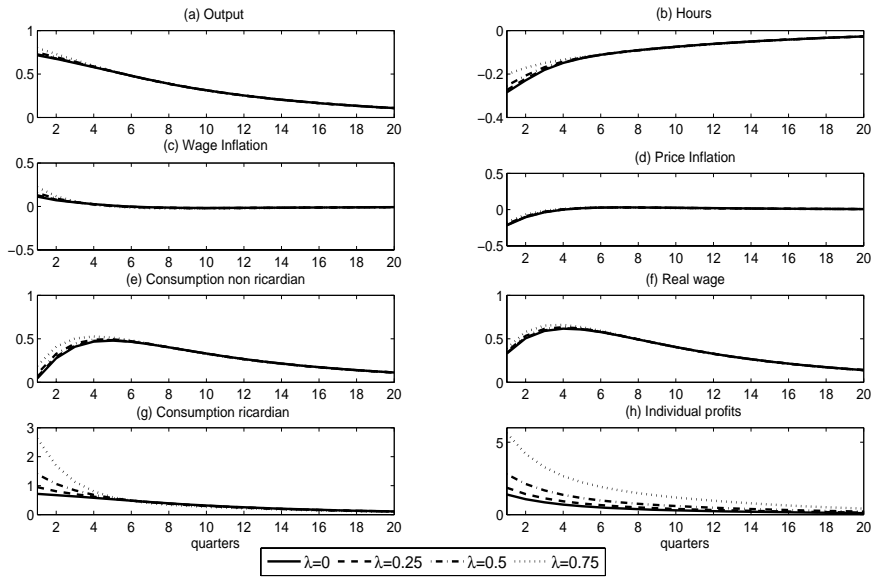 (a) Output
1
0.5
0
2 4 6 8 10 12 14 16 18 20
(b) Hours
0
−0.2
−0.4
2 4 6 8 10 12 14 16 18 20
(c) Wage Inflation
0.5
0
−0.5
2 4 6 8 10 12 14 16 18 20
(d) Price Inflation
0.5
0
−0.5
2 4 6 8 10 12 14 16 18 20
(e) Consumption non ricardian
1
0.5
0
2 4 6 8 10 12 14 16 18 20
(f) Real wage
1
0.5
0
2 4 6 8 10 12 14 16 18 20
(g) Consumption ricardian
3
2
1
0
2 4 6 8 10 12 14 16 18 20
quarters
(h) Individual profits
5
0
2 4 6 8 10 12 14 16 18 20
quarters
λ=0 λ=0.25 λ=0.5 λ=0.75